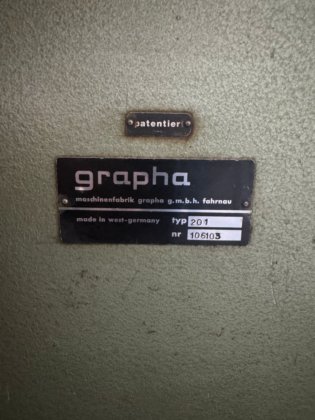 patentiert
grapha
maschinenfabrik grapha g.m.b.h. fahrnau
made in west-germany typ 201
nr 106103